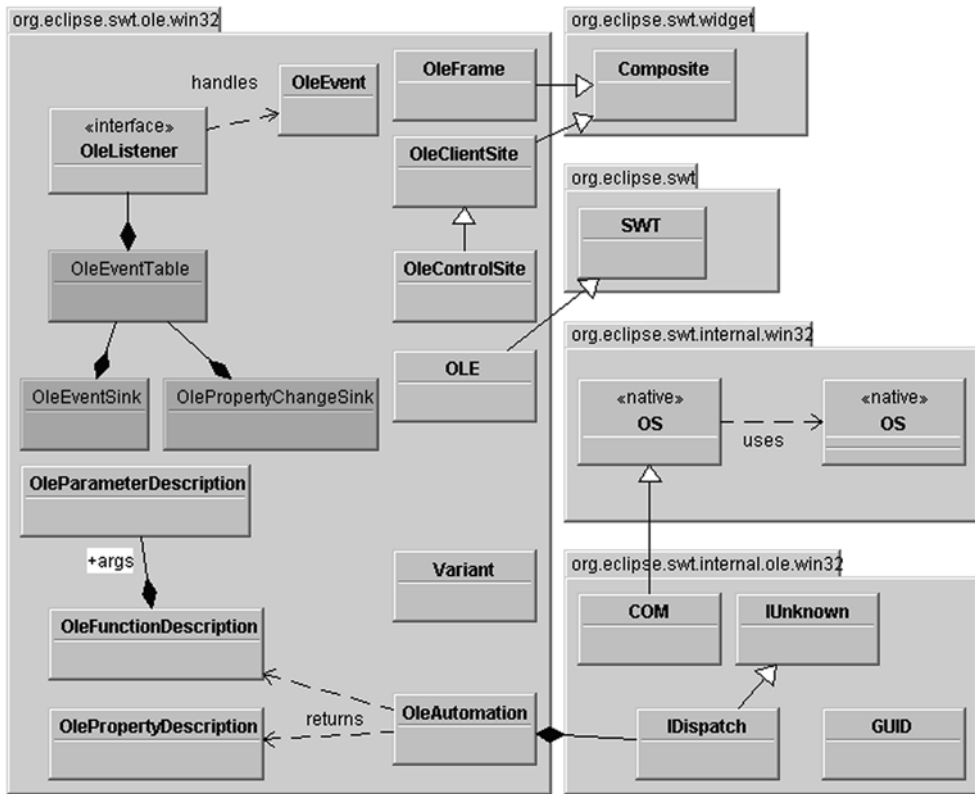 org.eclipse.swt.ole.win32
handles
OleEvent
«interface»
OleListener
OleEventTable
OleEventSink
OlePropertyChangeSink
OleParameterDescription
+args
OleFunctionDescription
OlePropertyDescription
returns
OleFrame
OleClientSite
OleControlSite
OLE
Variant
OleAutomation
org.eclipse.swt.widget
Composite
org.eclipse.swt
SWT
org.eclipse.swt.internal.win32
«native»
OS
uses
«native»
OS
org.eclipse.swt.internal.ole.win32
COM
IUnknown
IDispatch
GUID